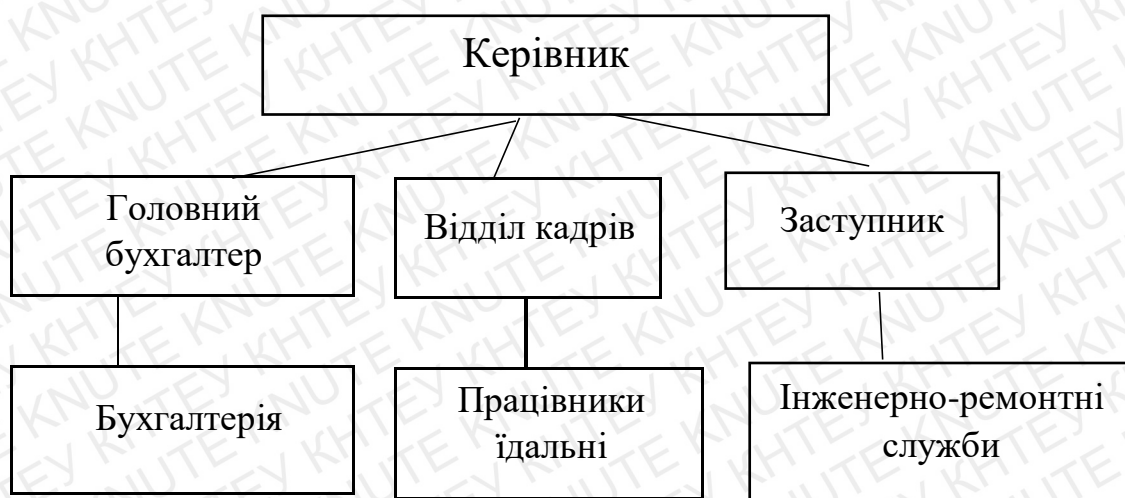 Керівник
Головний
бухгалтер
Відділ кадрів
Заступник
Бухгалтерія
Працівники
їдальні
Інженерно-ремонтні
служби